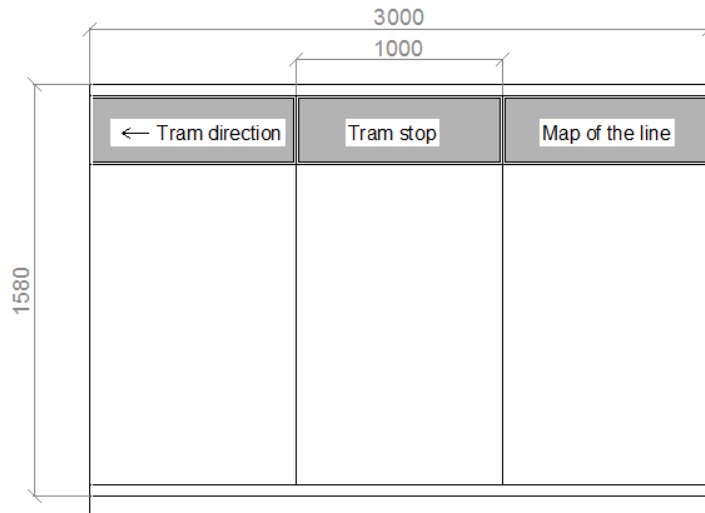 3000
1000
← Tram direction
Tram stop
Map of the line
1580